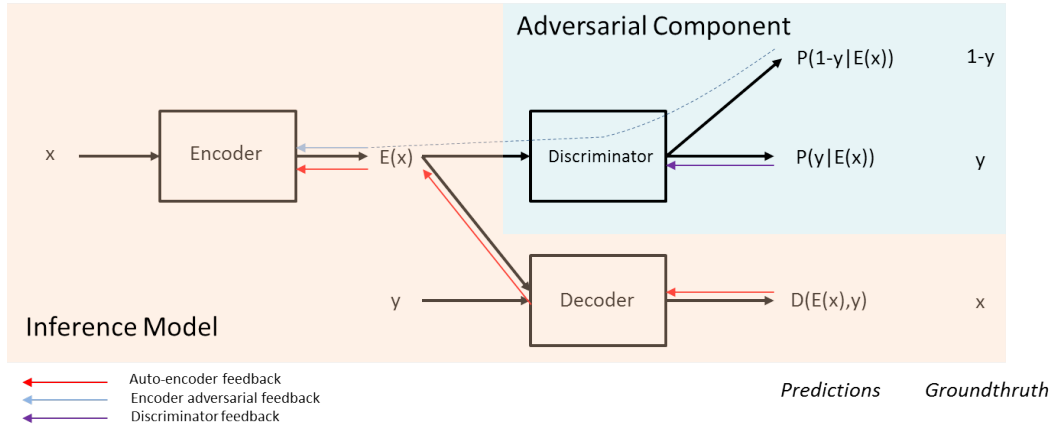 Adversarial Component
P(1-y|E(x)) 1-y
x Encoder E(x) Discriminator P(y|E(x)) y
y Decoder D(E(x),y) x
Inference Model
Auto-encoder feedback
Encoder adversarial feedback
Discriminator feedback
Predictions Groundthruth